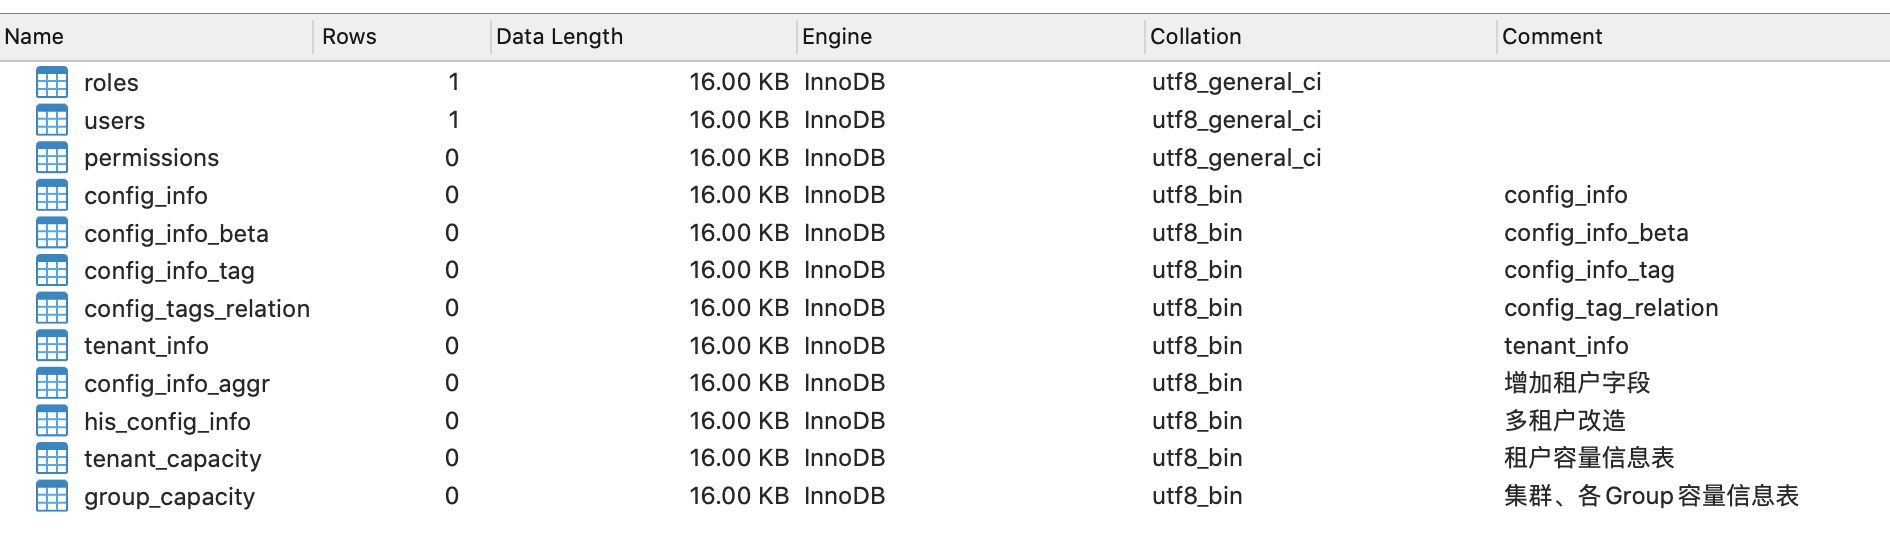 Name Rows Data Length Engine Collation Comment
roles 1 16.00 KB InnoDB utf8_general_ci
users 1 16.00 KB InnoDB utf8_general_ci
permissions 0 16.00 KB InnoDB utf8_general_ci
config_info 0 16.00 KB InnoDB utf8_bin config_info
config_info_beta 0 16.00 KB InnoDB utf8_bin config_info_beta
config_info_tag 0 16.00 KB InnoDB utf8_bin config_info_tag
config_tags_relation 0 16.00 KB InnoDB utf8_bin config_tag_relation
tenant_info 0 16.00 KB InnoDB utf8_bin tenant_info
config_info_aggr 0 16.00 KB InnoDB utf8_bin 增加租户字段
his_config_info 0 16.00 KB InnoDB utf8_bin 多租户改造
tenant_capacity 0 16.00 KB InnoDB utf8_bin 租户容量信息表
group_capacity 0 16.00 KB InnoDB utf8_bin 集群、各Group容量信息表